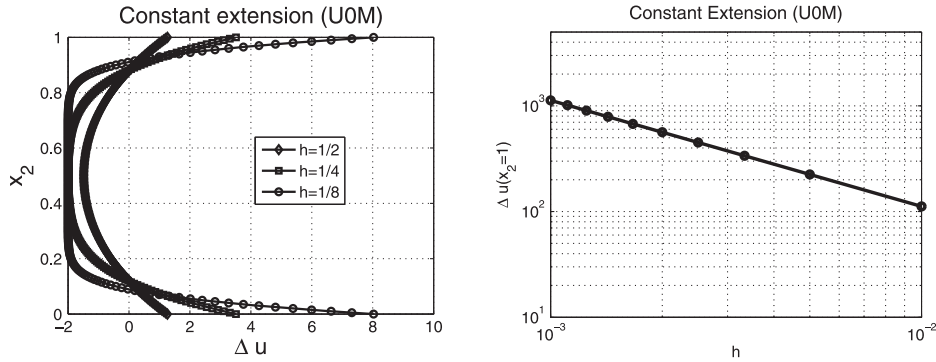 Constant extension (U0M)
1
0.8
0.6
0.4
0.2
0
x2
h=1/2
h=1/4
h=1/8
−2
0
2
4
6
8
10
Δ u
Constant Extension (U0M)
10^3
10^2
10^1
Δ u(x2=1)
10^−3
10^−2
h